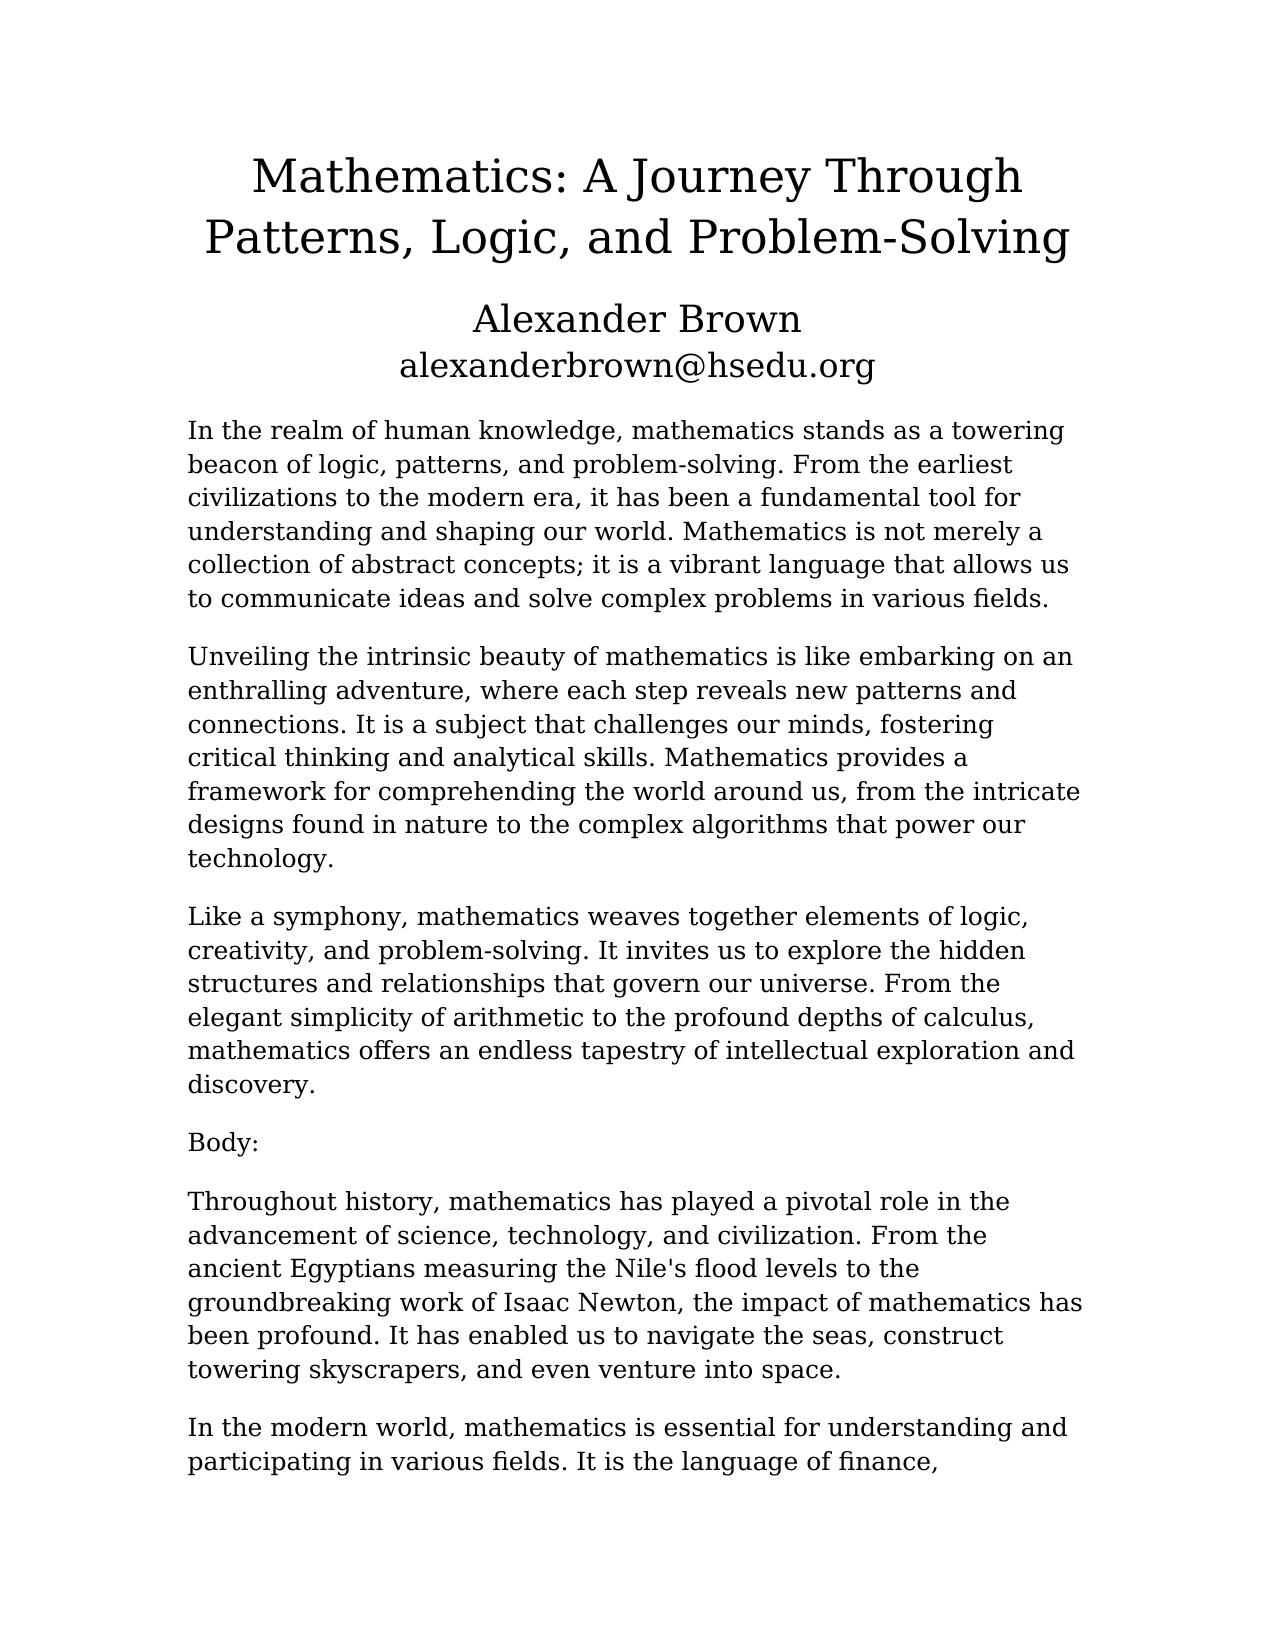 Mathematics: A Journey Through
Patterns, Logic, and Problem-Solving
Alexander Brown
alexanderbrown@hsedu.org
In the realm of human knowledge, mathematics stands as a towering
beacon of logic, patterns, and problem-solving. From the earliest
civilizations to the modern era, it has been a fundamental tool for
understanding and shaping our world. Mathematics is not merely a
collection of abstract concepts; it is a vibrant language that allows us
to communicate ideas and solve complex problems in various fields.
Unveiling the intrinsic beauty of mathematics is like embarking on an
enthralling adventure, where each step reveals new patterns and
connections. It is a subject that challenges our minds, fostering
critical thinking and analytical skills. Mathematics provides a
framework for comprehending the world around us, from the intricate
designs found in nature to the complex algorithms that power our
technology.
Like a symphony, mathematics weaves together elements of logic,
creativity, and problem-solving. It invites us to explore the hidden
structures and relationships that govern our universe. From the
elegant simplicity of arithmetic to the profound depths of calculus,
mathematics offers an endless tapestry of intellectual exploration and
discovery.
Body:
Throughout history, mathematics has played a pivotal role in the
advancement of science, technology, and civilization. From the
ancient Egyptians measuring the Nile's flood levels to the
groundbreaking work of Isaac Newton, the impact of mathematics has
been profound. It has enabled us to navigate the seas, construct
towering skyscrapers, and even venture into space.
In the modern world, mathematics is essential for understanding and
participating in various fields. It is the language of finance,